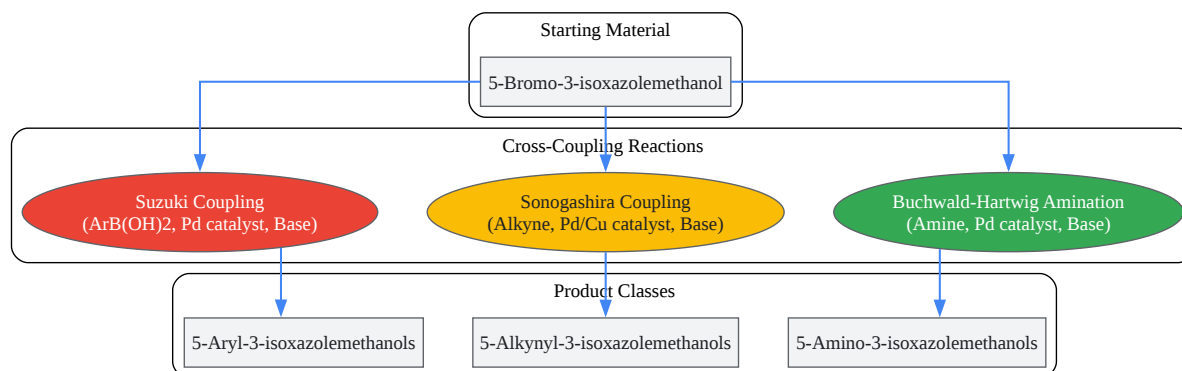 Starting Material
5-Bromo-3-isoxazolemethanol
Cross-Coupling Reactions
Suzuki Coupling
(ArB(OH)2, Pd catalyst, Base)
Sonogashira Coupling
(Alkyne, Pd/Cu catalyst, Base)
Buchwald-Hartwig Amination
(Amine, Pd catalyst, Base)
Product Classes
5-Aryl-3-isoxazolemethanols
5-Alkynyl-3-isoxazolemethanols
5-Amino-3-isoxazolemethanols